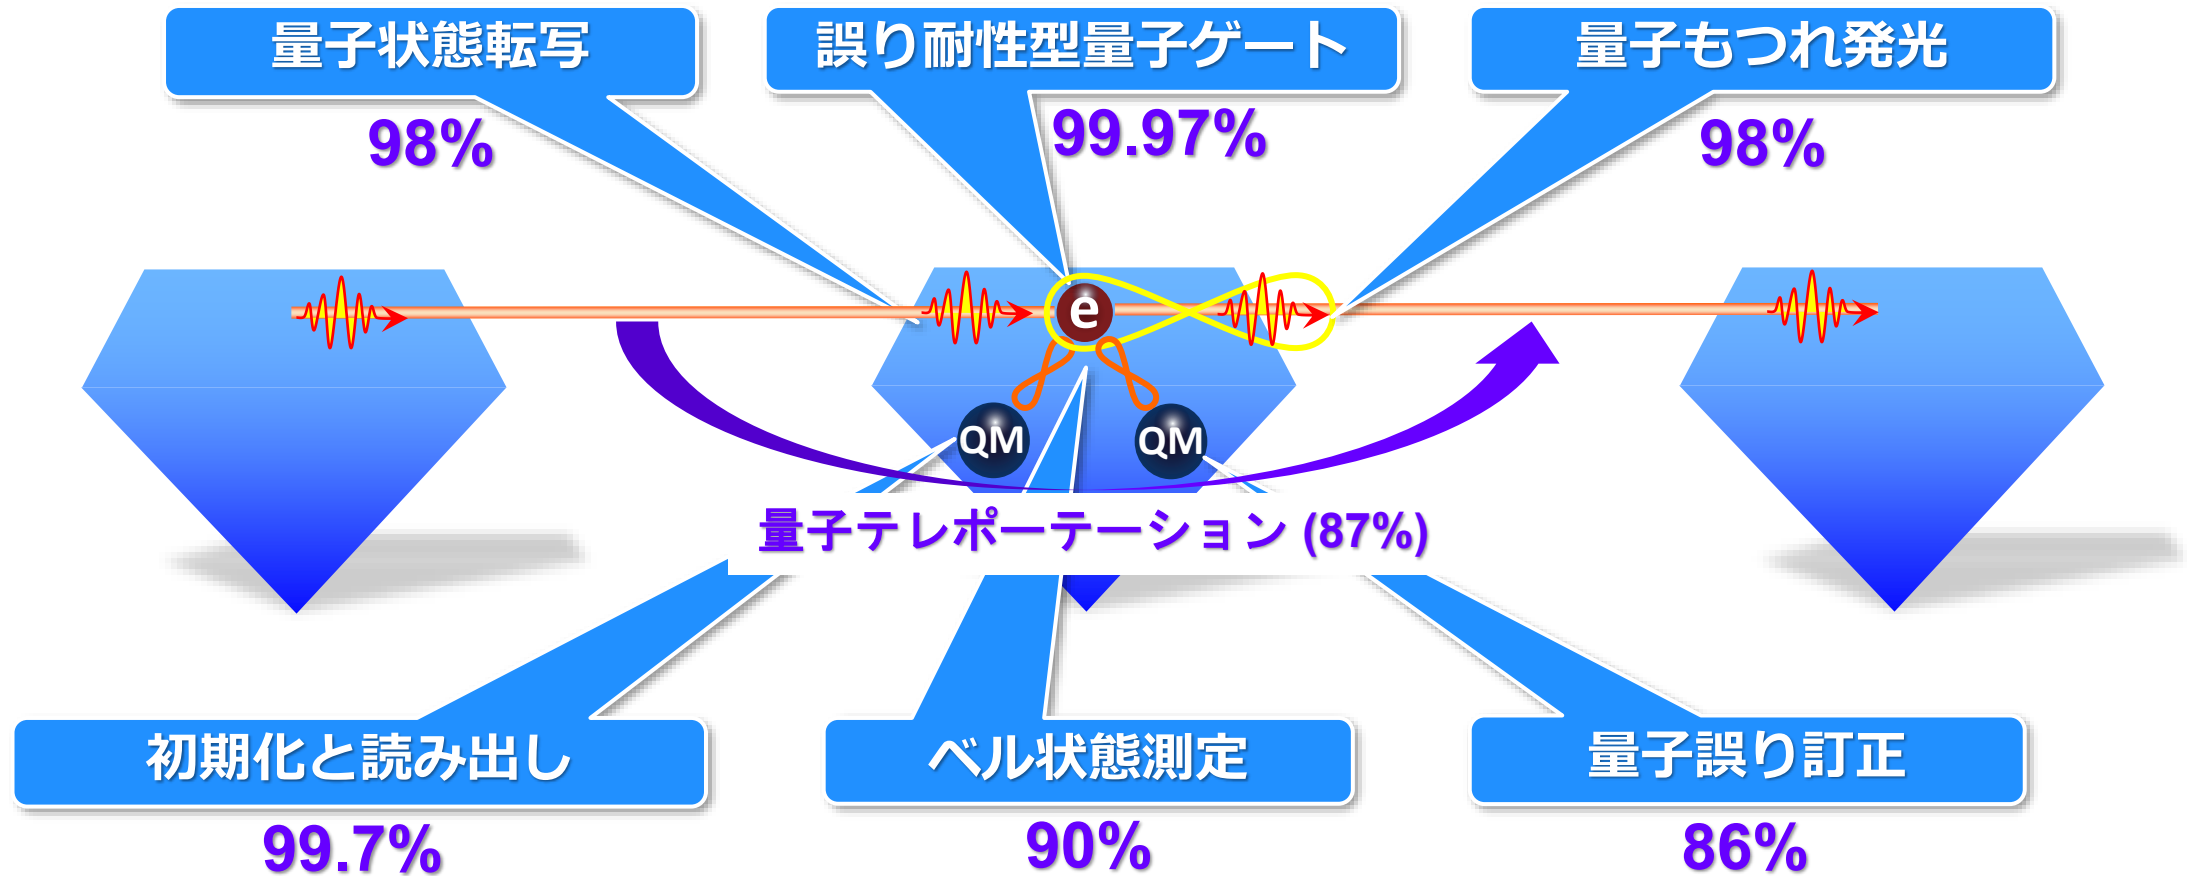 量子状態転写
98%
誤り耐性型量子ゲート
99.97%
量子もつれ発光
98%
e
QM
QM
量子テレポーテーション (87%)
初期化と読み出し
99.7%
ベル状態測定
90%
量子誤り訂正
86%